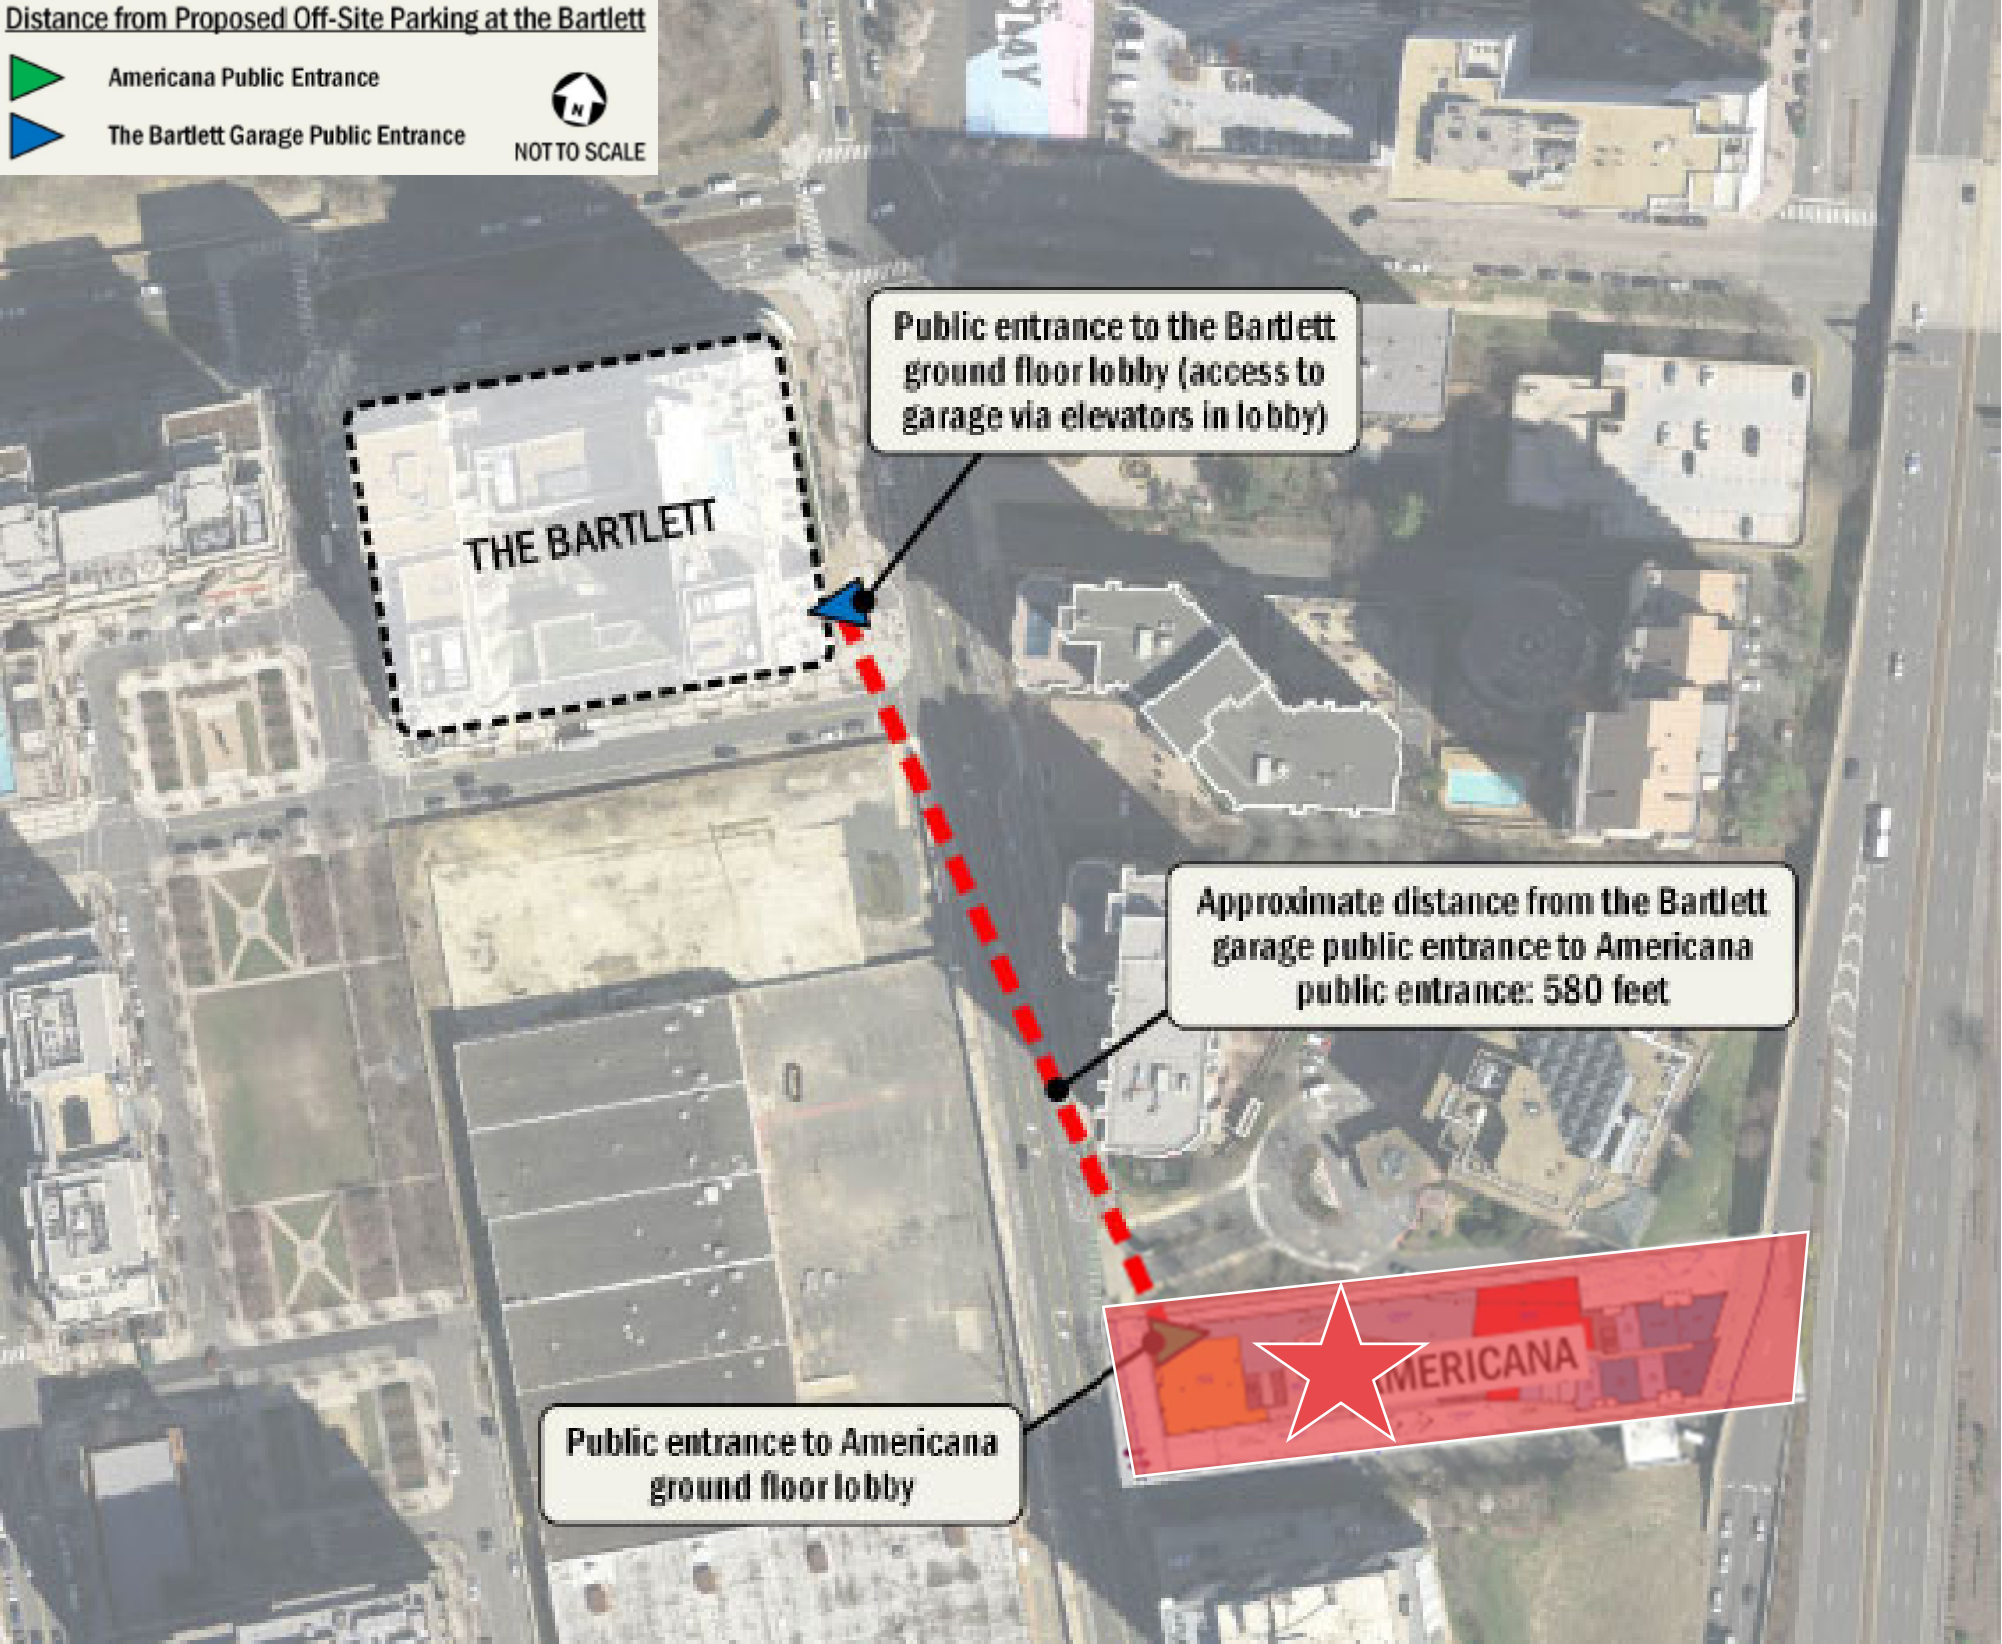 Distance from Proposed Off-Site Parking at the Bartlett
Americana Public Entrance
The Bartlett Garage Public Entrance
N
NOT TO SCALE
PLAY
Public entrance to the Bartlett
ground floor lobby (access to
garage via elevators in lobby)
THE BARTLETT
Approximate distance from the Bartlett
garage public entrance to Americana
public entrance: 580 feet
MERICANA
Public entrance to Americana
ground floor lobby